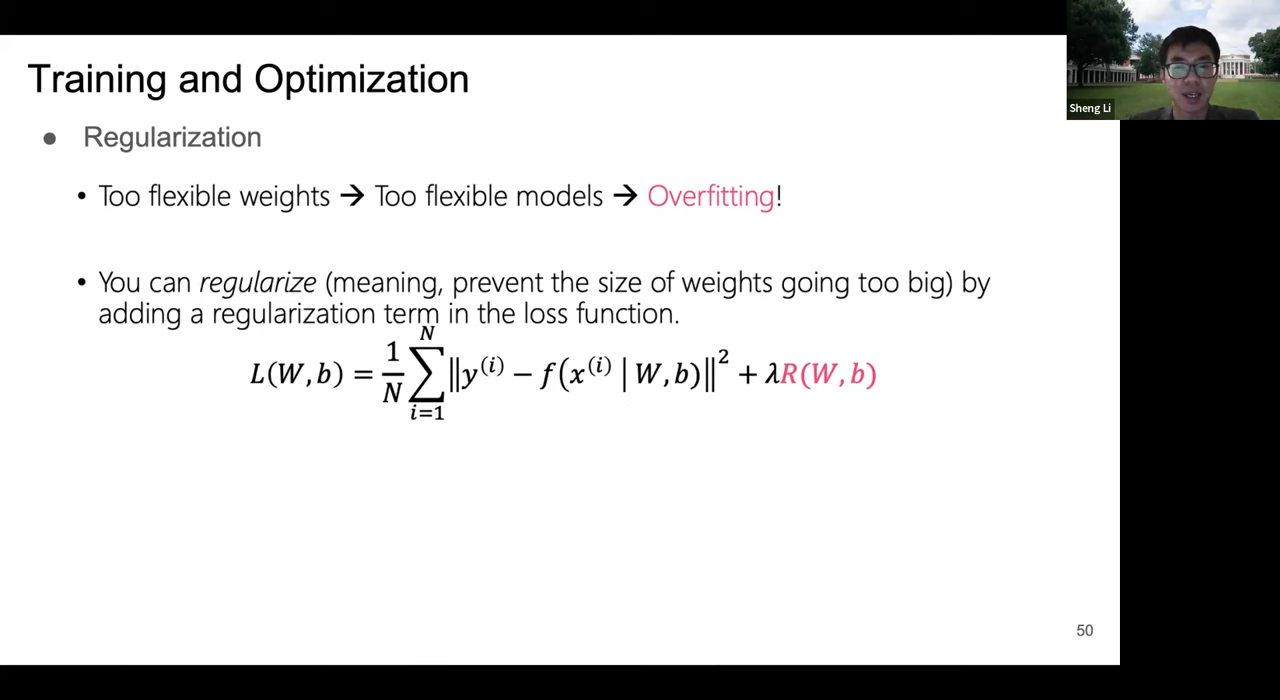 Training and Optimization
Sheng Li
● Regularization
• Too flexible weights → Too flexible models → Overfitting!
• You can regularize (meaning, prevent the size of weights going too big) by
adding a regularization term in the loss function.
L(W, b) = \frac{1}{N} \sum_{i=1}^{N} \| y^{(i)} − f(x^{(i)} | W, b) \|^2 + λR(W, b)
50